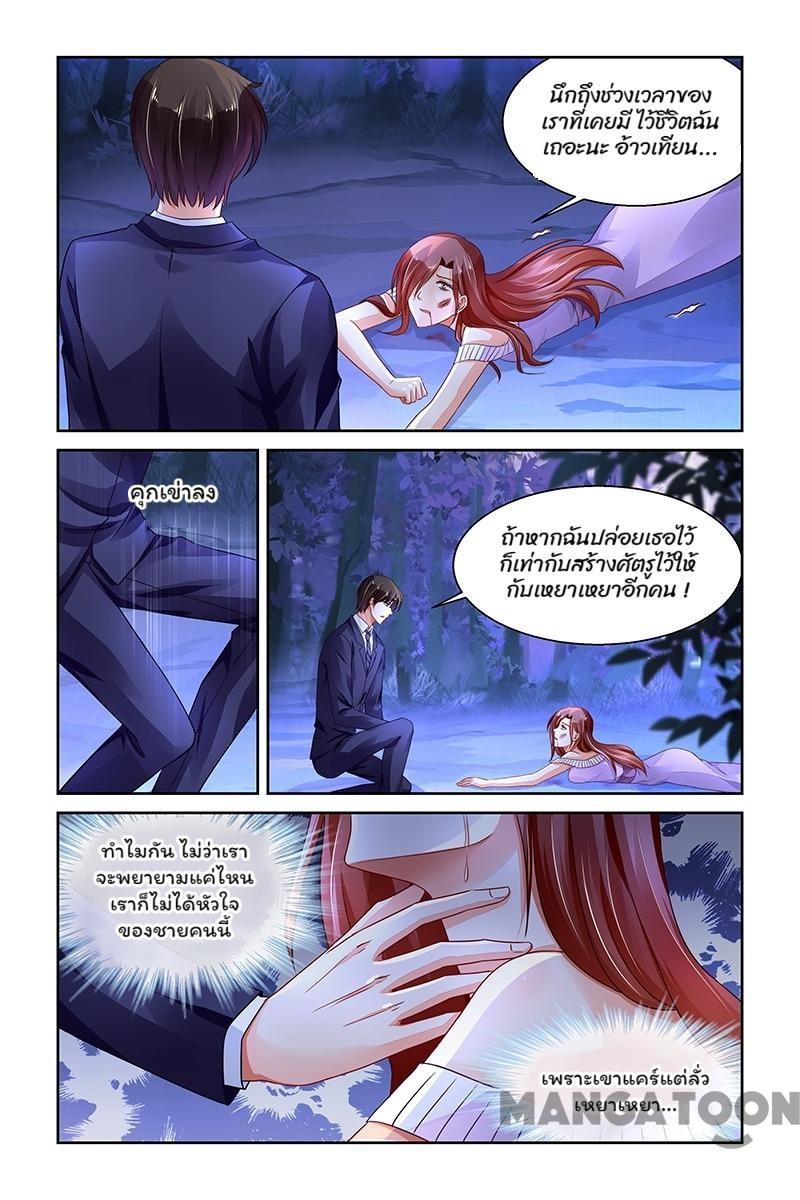 นึกถึงช่วงเวลาของ
เราที่เคยมี ไว้ชีวิตฉัน
เถอะนะ อ้าวเทียน...
คุกเข่าลง
ถ้าหากฉันปล่อยเธอไว้
ก็เท่ากับสร้างศัตรูไว้ให้
กับเหยาเหยาอีกคน !
ทำไมกัน ไม่ว่าเรา
จะพยายามแค่ไหน
เราก็ไม่ได้หัวใจ
ของชายคนนี้
เพราะเขาแคร์แต่ลั่ว
เหยาเหยา...
MANGATOON